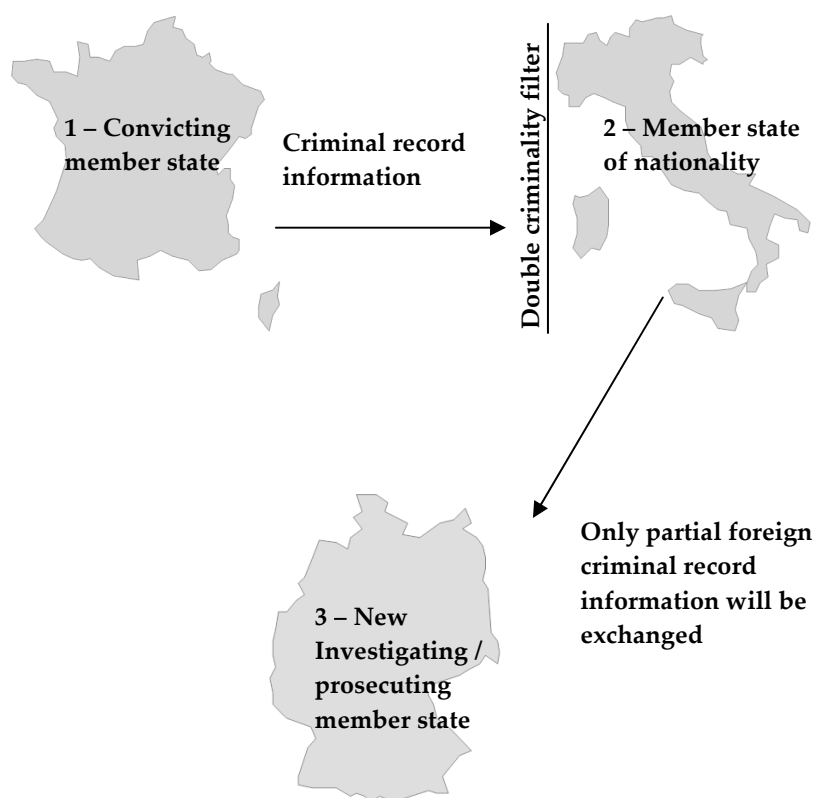 1 – Convicting
member state
Criminal record
information
Double criminality filter
2 – Member state
of nationality
Only partial foreign
criminal record
information will be
exchanged
3 – New
Investigating /
prosecuting
member state